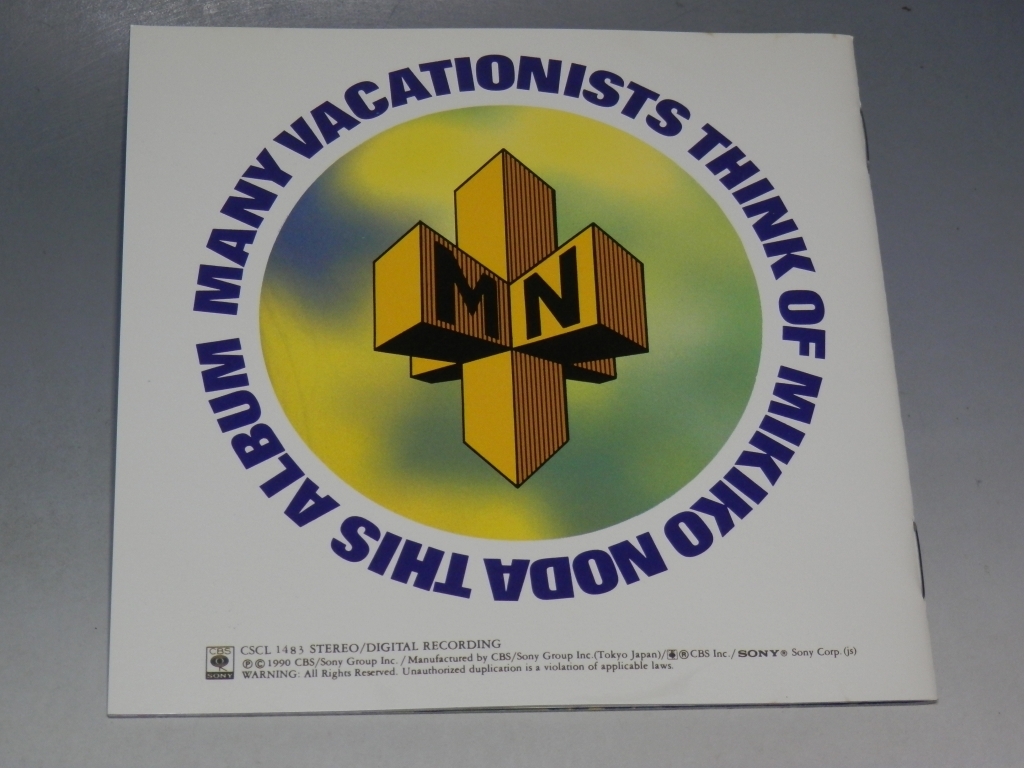 MANY VACATIONISTS THINK OF MIKIKO NODA THIS ALBUM
MN
CBS
SONY
CSCL 1483 STEREO/DIGITAL RECORDING
Ⓟ©1990 CBS/Sony Group Inc./Manufactured by CBS/Sony Group Inc.(Tokyo Japan)/®CBS Inc./SONY® Sony Corp.(js)
WARNING: All Rights Reserved. Unauthorized duplication is a violation of applicable laws.